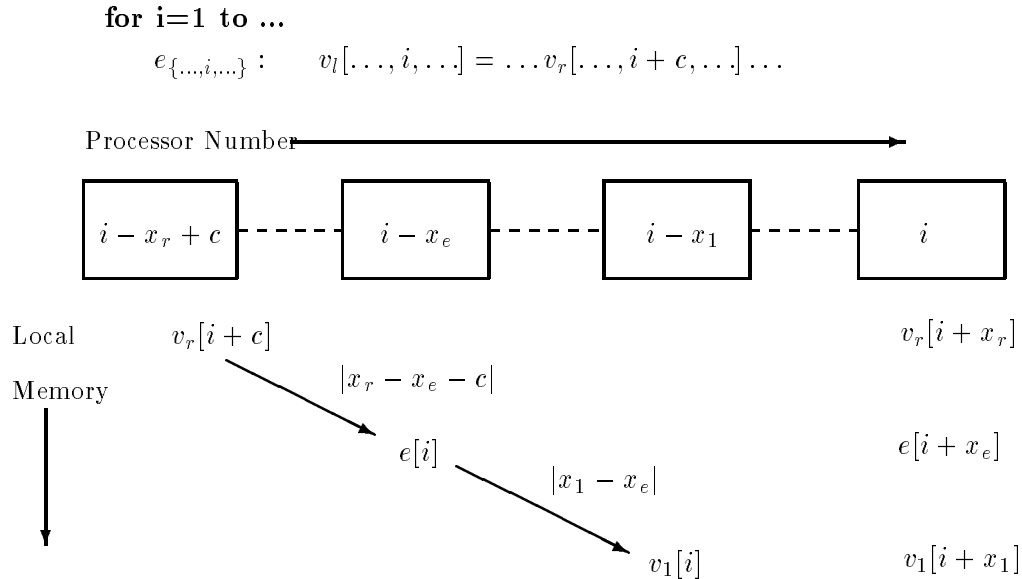 for i=1 to ...
e_{...,i,...} : v_l[..., i, ...] = ... v_r[..., i + c, ...] ...
Processor Number
i − x_r + c
i − x_e
i − x_1
i
Local
v_r[i + c]
v_r[i + x_r]
|x_r − x_e − c|
Memory
e[i]
e[i + x_e]
|x_1 − x_e|
v_1[i]
v_1[i + x_1]